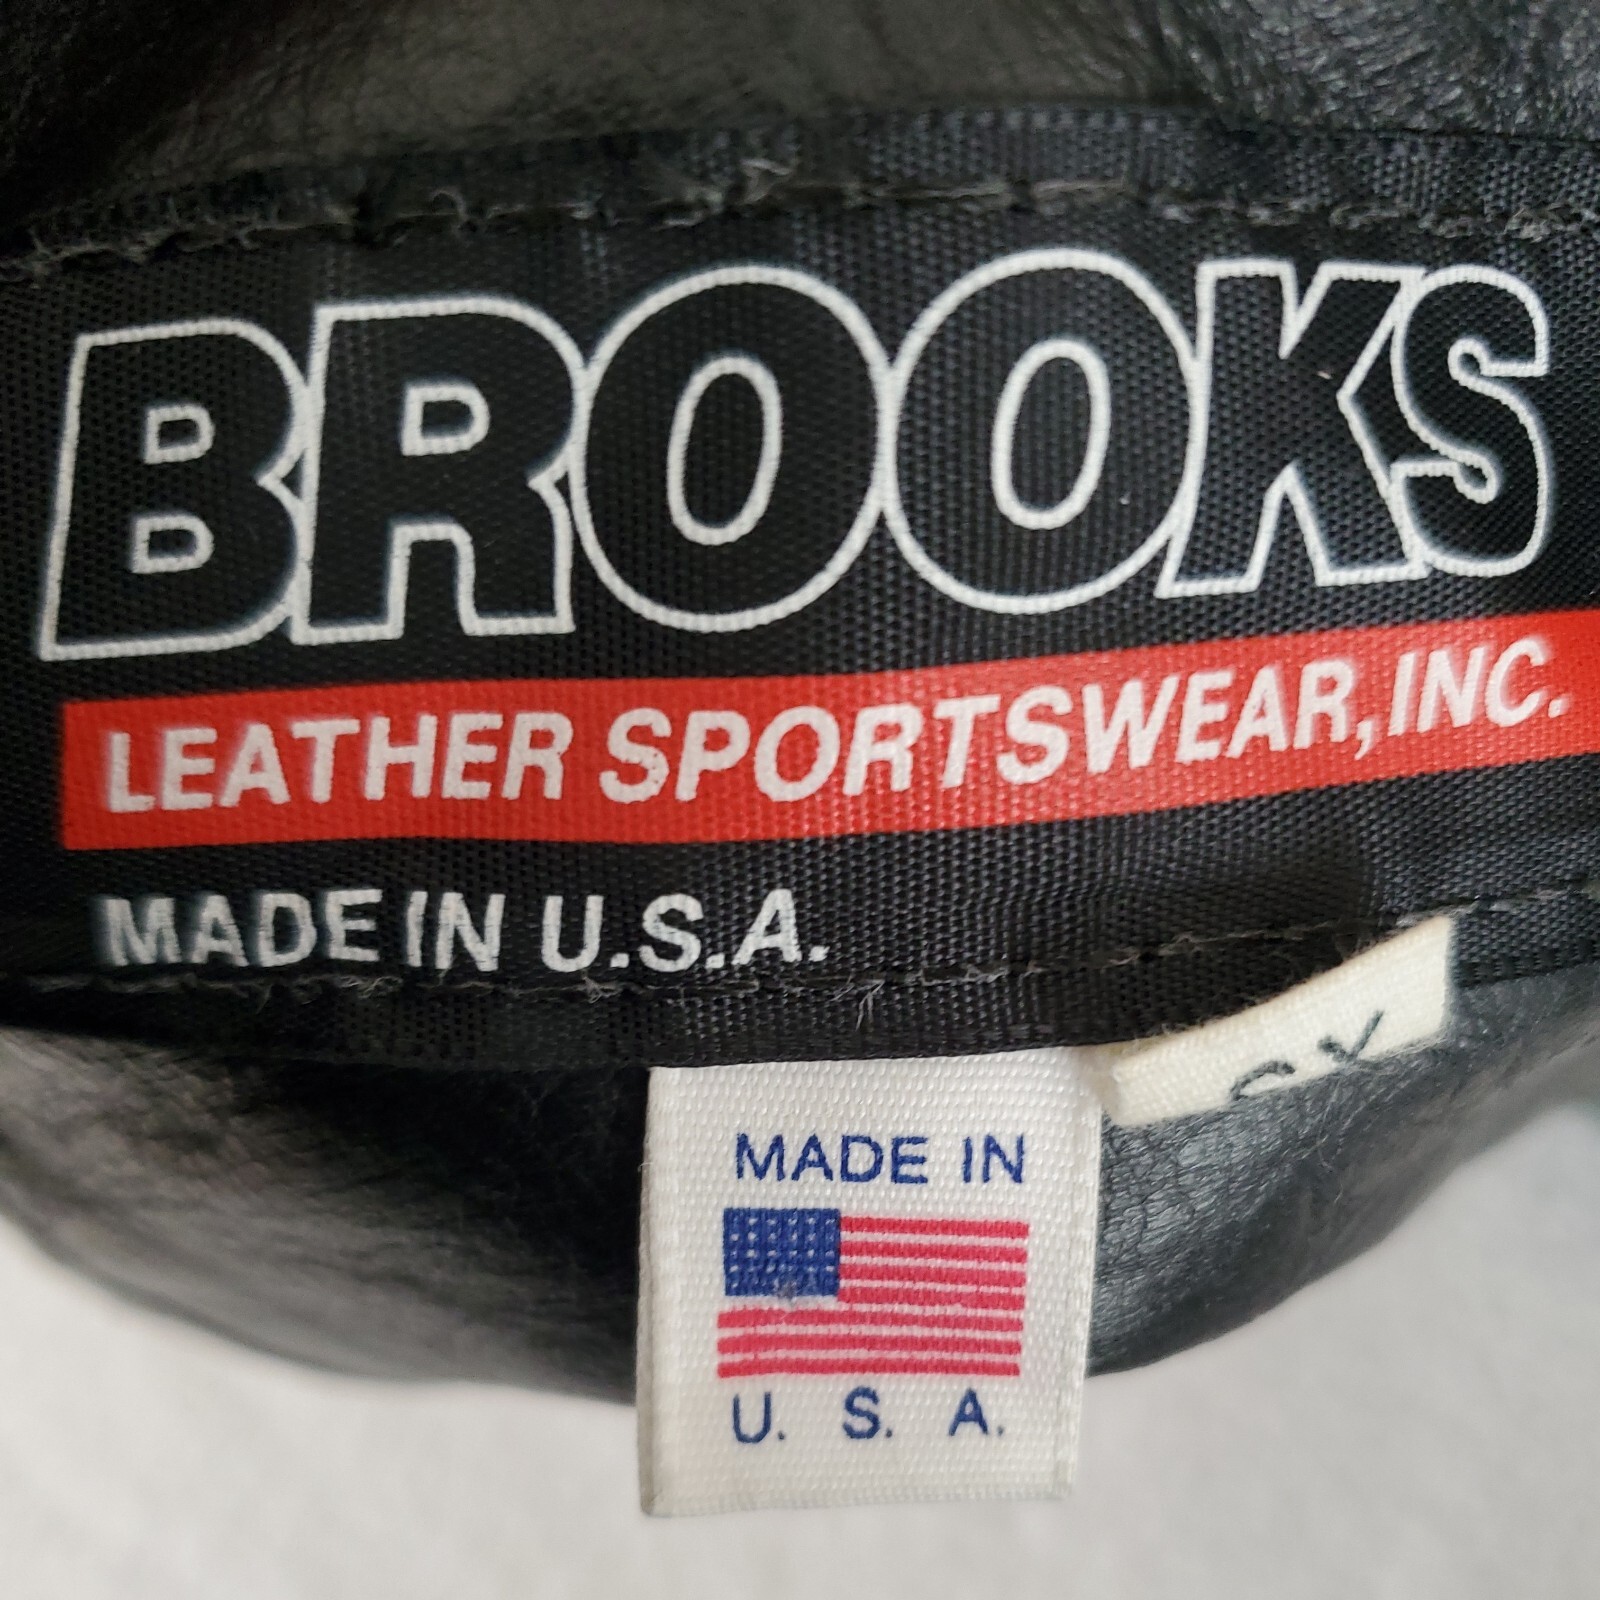 BROOKS
LEATHER SPORTSWEAR, INC.
MADE IN U.S.A.
MADE IN
U. S. A.